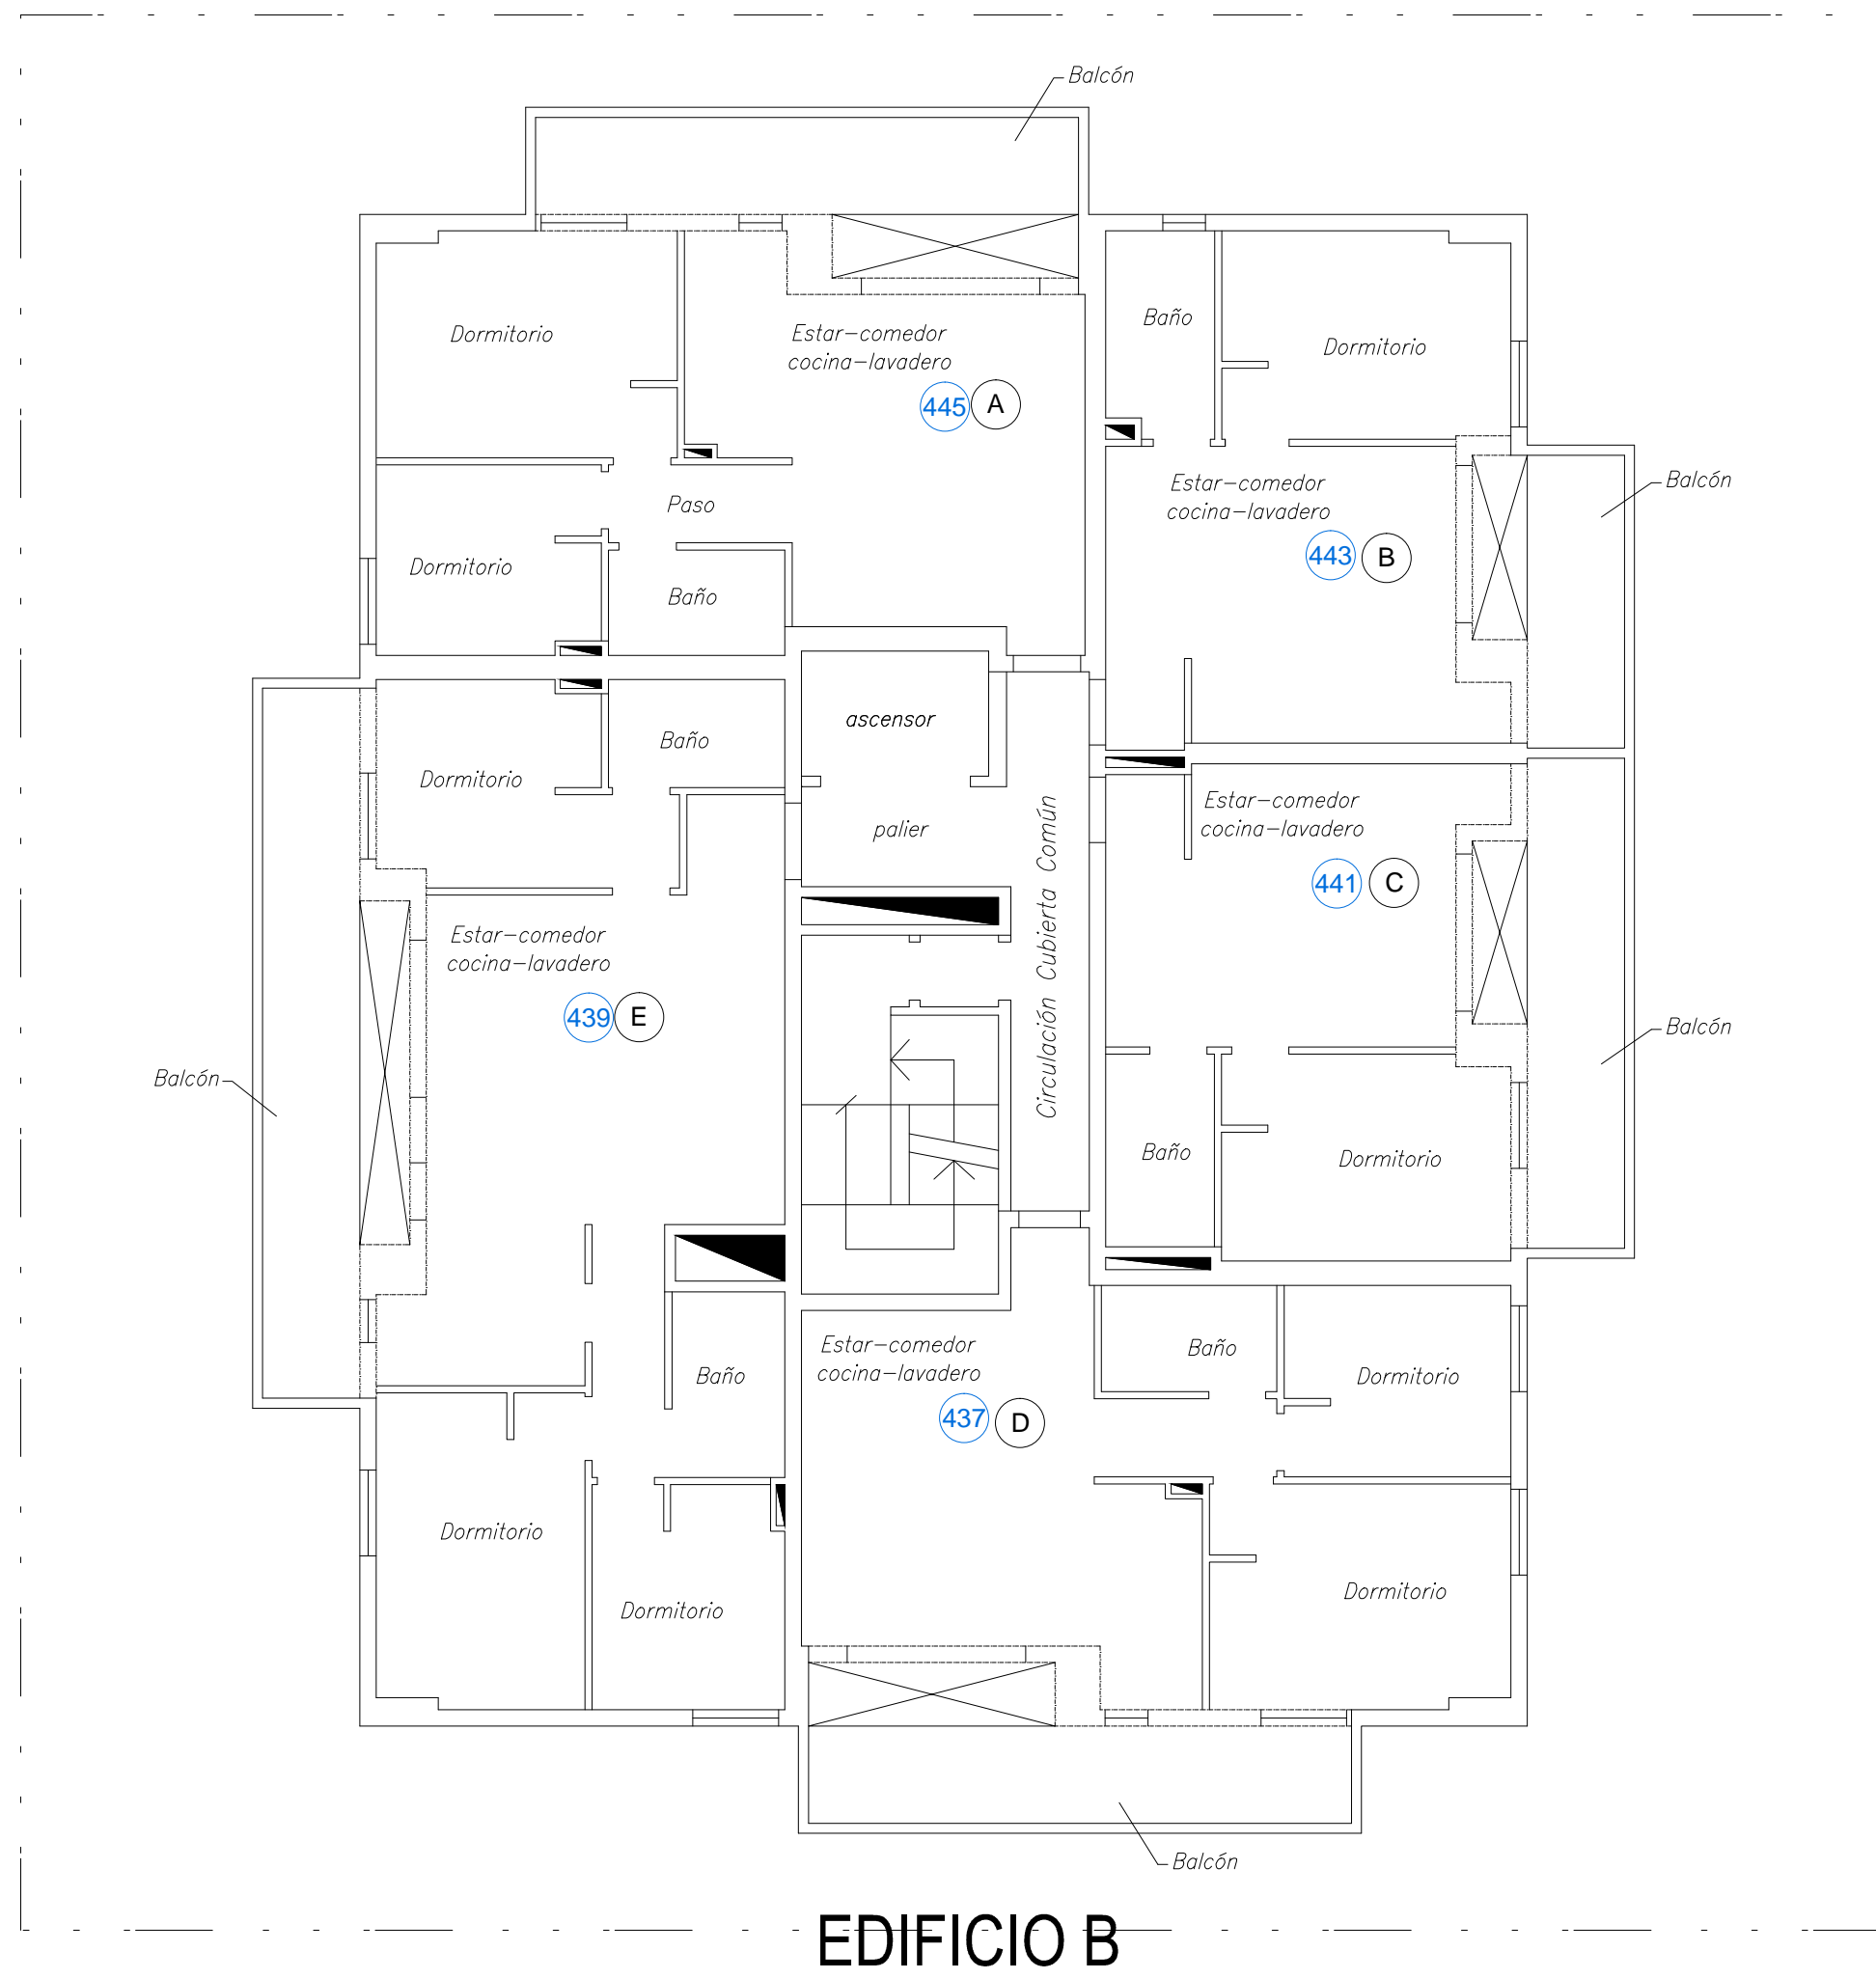 Balcón
Dormitorio
Estar-comedor
cocina-lavadero
445 A
Baño
Dormitorio
Estar-comedor
cocina-lavadero
443 B
Balcón
Paso
Dormitorio
Baño
ascensor
Baño
Dormitorio
palier
Circulación Cubierta Común
Estar-comedor
cocina-lavadero
441 C
Estar-comedor
cocina-lavadero
439 E
Balcón
Balcón
Baño
Dormitorio
Estar-comedor
cocina-lavadero
437 D
Baño
Dormitorio
Baño
Dormitorio
Dormitorio
Dormitorio
Balcón
EDIFICIO B